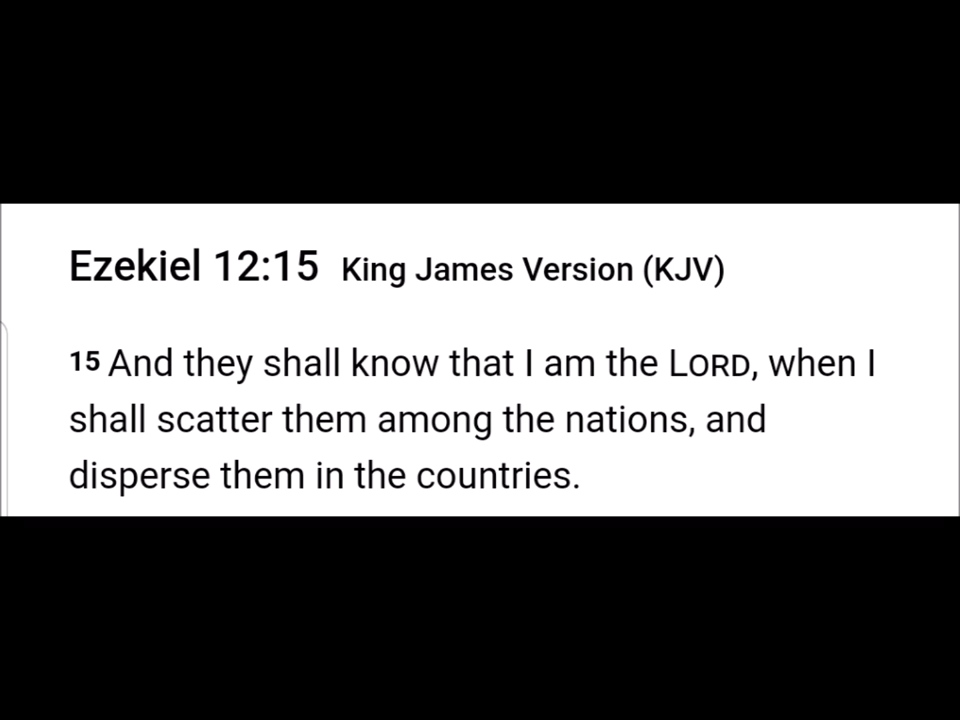 Ezekiel 12:15 King James Version (KJV)
15 And they shall know that I am the LORD, when I
shall scatter them among the nations, and
disperse them in the countries.